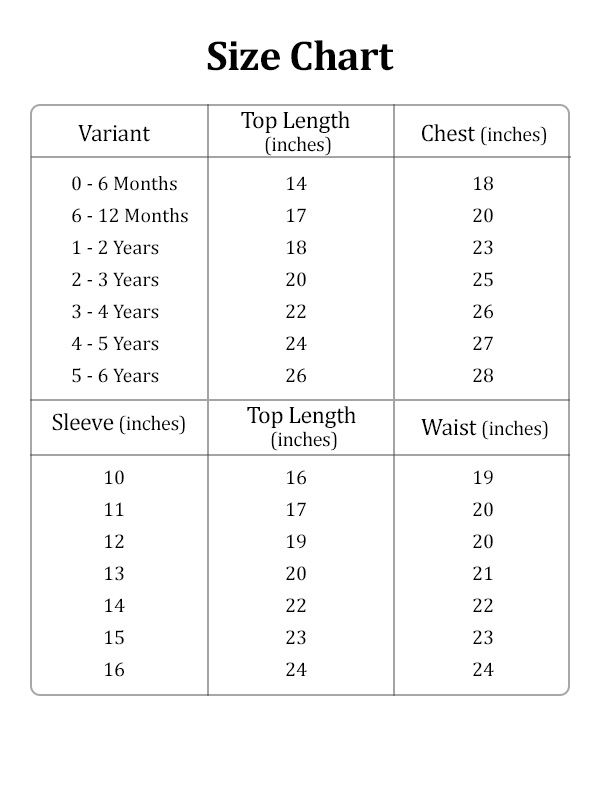 Size Chart
Variant Top Length (inches) Chest (inches)
0 - 6 Months 14 18
6 - 12 Months 17 20
1 - 2 Years 18 23
2 - 3 Years 20 25
3 - 4 Years 22 26
4 - 5 Years 24 27
5 - 6 Years 26 28
Sleeve (inches) Top Length (inches) Waist (inches)
10 16 19
11 17 20
12 19 20
13 20 21
14 22 22
15 23 23
16 24 24